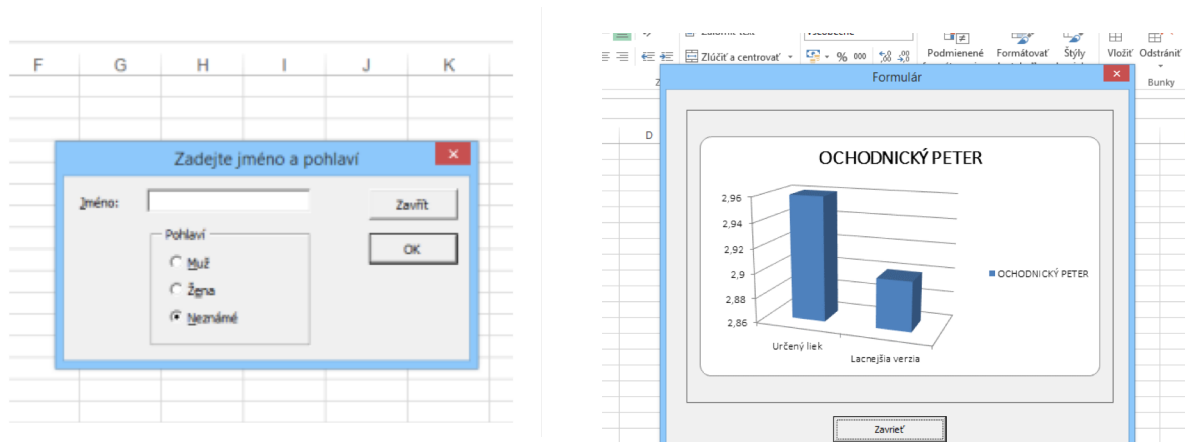 F G H I J K
Zadejte jméno a pohlaví
Jméno:
Zavřít
Pohlaví
OK
Muž
Žena
Neznámé
Zlúčiť a centrovať
% 000
Podmienené
Formátovať
Štýly
Vložiť
Odstrániť
Bunky
Formulár
D
OCHODNICKÝ PETER
2,96
2,94
2,92
2,9
2,88
2,86
OCHODNICKÝ PETER
Určený liek
Lacnejšia verzia
Zavrieť